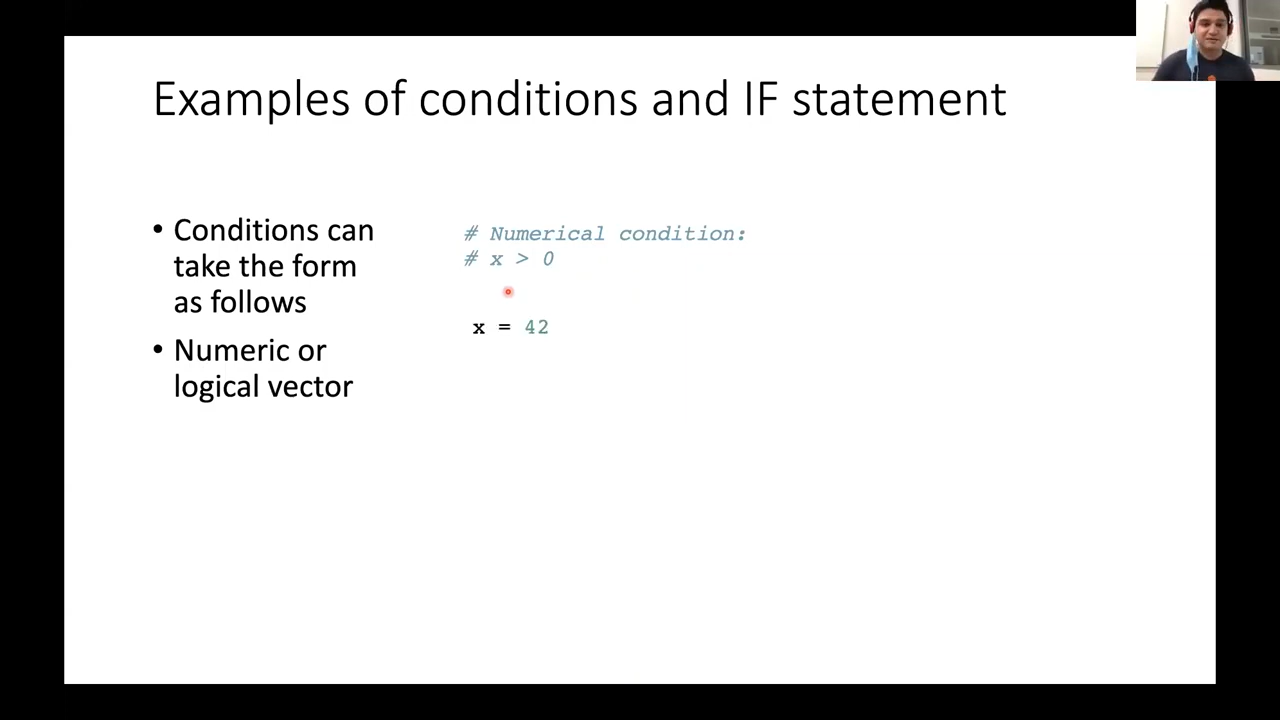 Examples of conditions and IF statement
• Conditions can
take the form
as follows
• Numeric or
logical vector
# Numerical condition:
# x > 0
x = 42